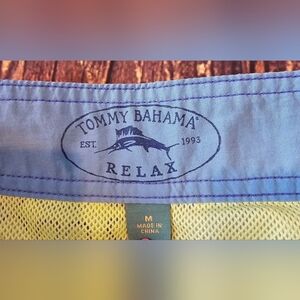 TOMMY BAHAMA
EST. 1993
RELAX
M
MADE IN
CHINA